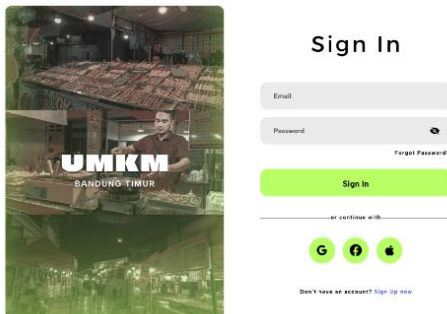 UMKM
BANDUNG TIMUR
Sign In
Email
Password
Forgot Password
Sign In
or continue with
G
Don't have an account? Sign Up now